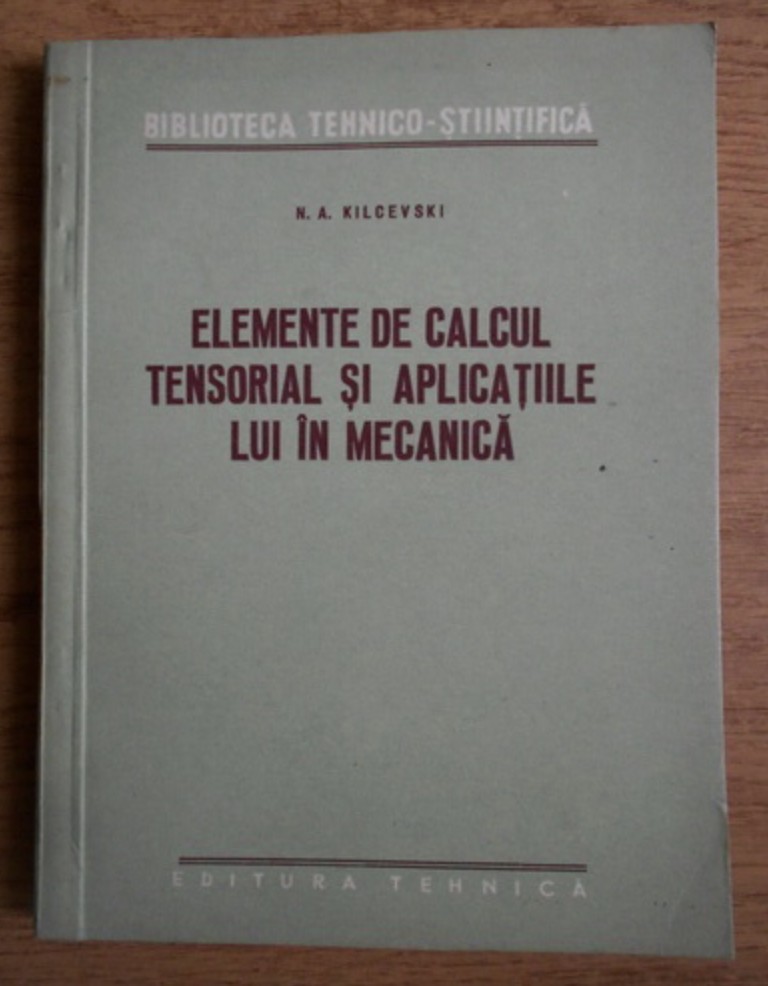 BIBLIOTECA TEHNICO-ȘTIINȚIFICĂ
N. A. KILCEVSKI
ELEMENTE DE CALCUL
TENSORIAL ȘI APLICAȚIILE
LUI ÎN MECANICĂ
EDITURA TEHNICĂ